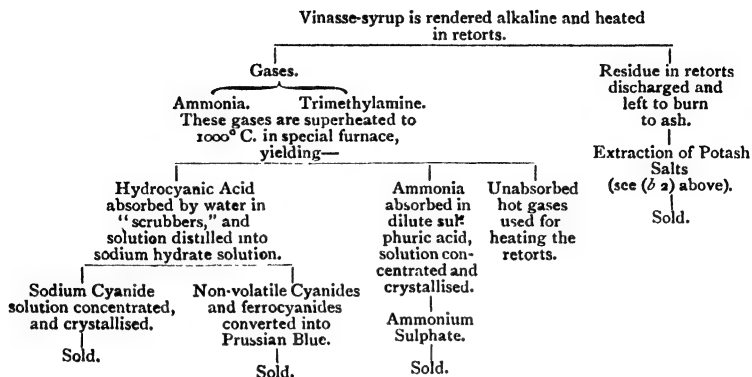 Vinasse-syrup is rendered alkaline and heated
in retorts.
Gases.
Ammonia. Trimethylamine.
These gases are superheated to
1000° C. in special furnace,
yielding—
Residue in retorts
discharged and
left to burn
to ash.
Extraction of Potash
Salts
(see (b 2) above).
Sold.
Hydrocyanic Acid
absorbed by water in
"scrubbers," and
solution distilled into
sodium hydrate solution.
Ammonia
absorbed in
dilute sul-
phuric acid,
solution con-
centrated and
crystallised.
Ammonium
Sulphate.
Sold.
Unabsorbed
hot gases
used for
heating the
retorts.
Sodium Cyanide
solution concentrated,
and crystallised.
Sold.
Non-volatile Cyanides
and ferrocyanides
converted into
Prussian Blue.
Sold.